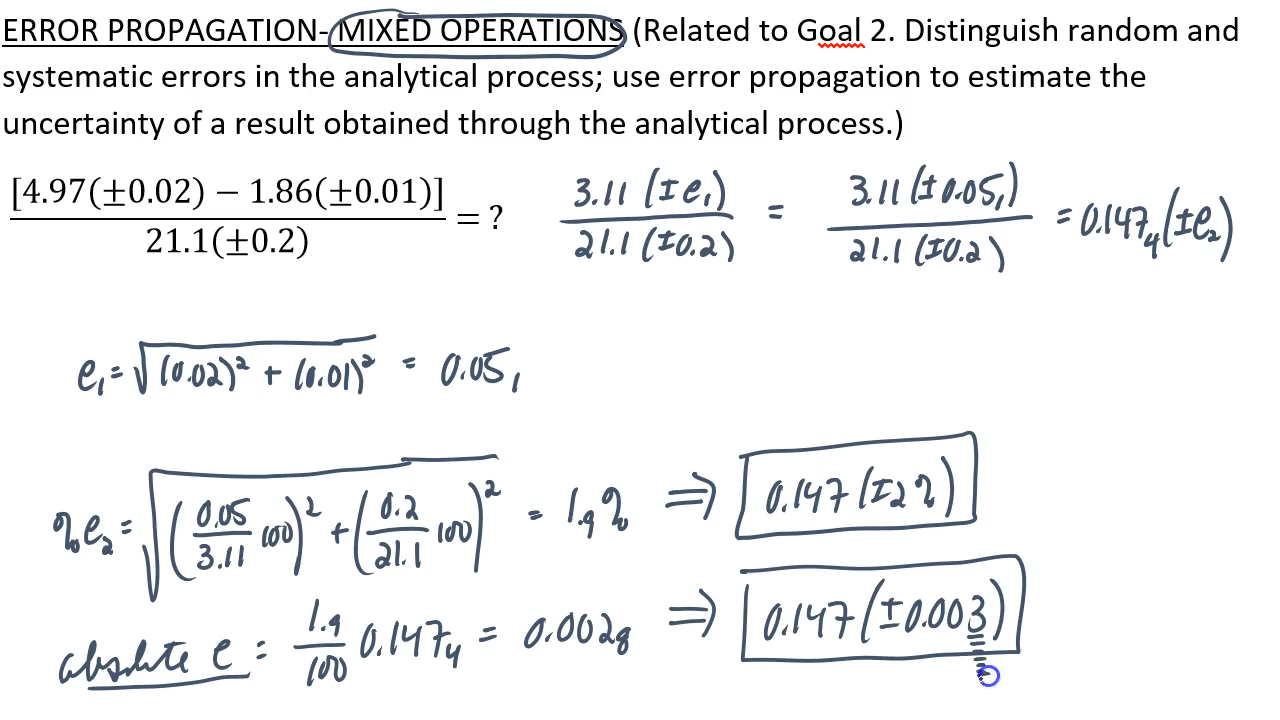 ERROR PROPAGATION- MIXED OPERATIONS (Related to Goal 2. Distinguish random and
systematic errors in the analytical process; use error propagation to estimate the
uncertainty of a result obtained through the analytical process.)
[4.97(±0.02) − 1.86(±0.01)] / 21.1(±0.2) = ? 3.11 (±e₁) / 21.1 (±0.2) = 3.11 (±0.05₁) / 21.1 (±0.2) = 0.147₄ (±e₂)
e₁ = √((0.02)² + (0.01)²) = 0.05₁
%e₂ = √((0.05/3.11 100)² + (0.2/21.1 100)²) = 1.₉% ⇒ 0.147 (±2%)
absolute e = 1.₉/100 0.147₄ = 0.002₈ ⇒ 0.147 (±0.003)